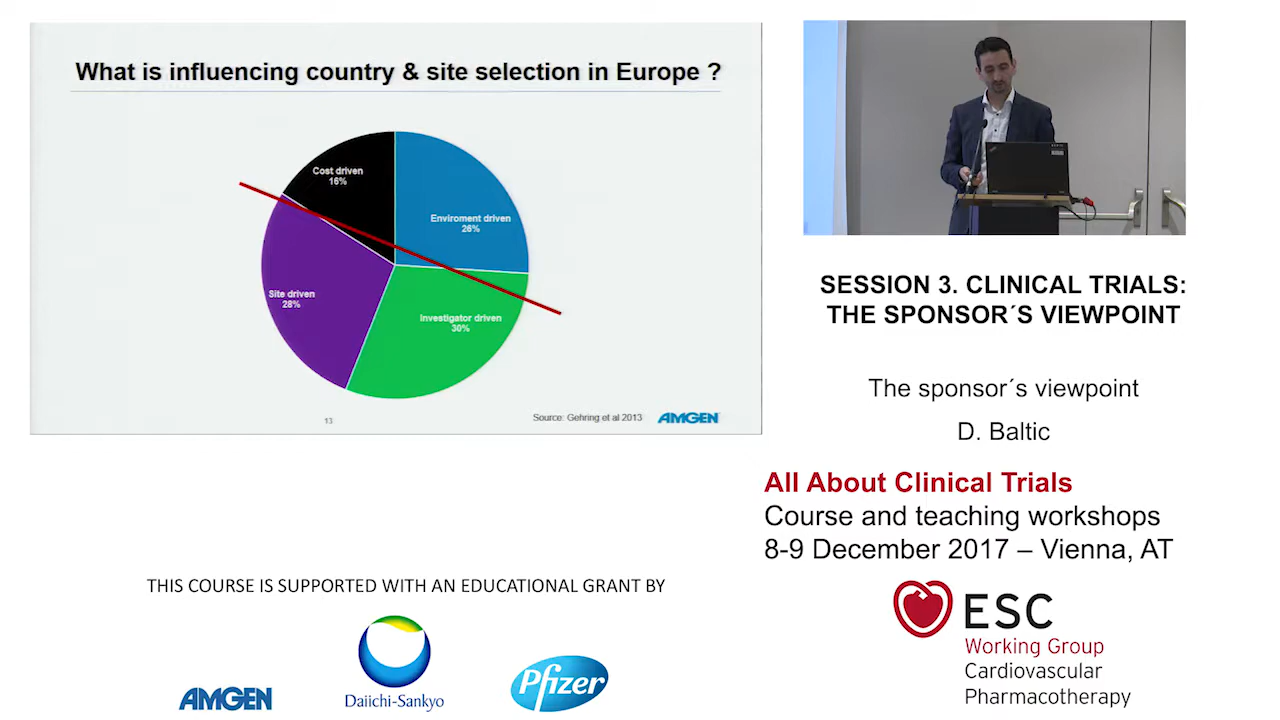 What is influencing country & site selection in Europe ?
Cost driven
16%
Enviroment driven
26%
Site driven
28%
Investigator driven
30%
13
Source: Gehring et al 2013
AMGEN
SESSION 3. CLINICAL TRIALS:
THE SPONSOR´S VIEWPOINT
The sponsor´s viewpoint
D. Baltic
All About Clinical Trials
Course and teaching workshops
8-9 December 2017 – Vienna, AT
THIS COURSE IS SUPPORTED WITH AN EDUCATIONAL GRANT BY
AMGEN
Daiichi-Sankyo
Pfizer
ESC
Working Group
Cardiovascular
Pharmacotherapy